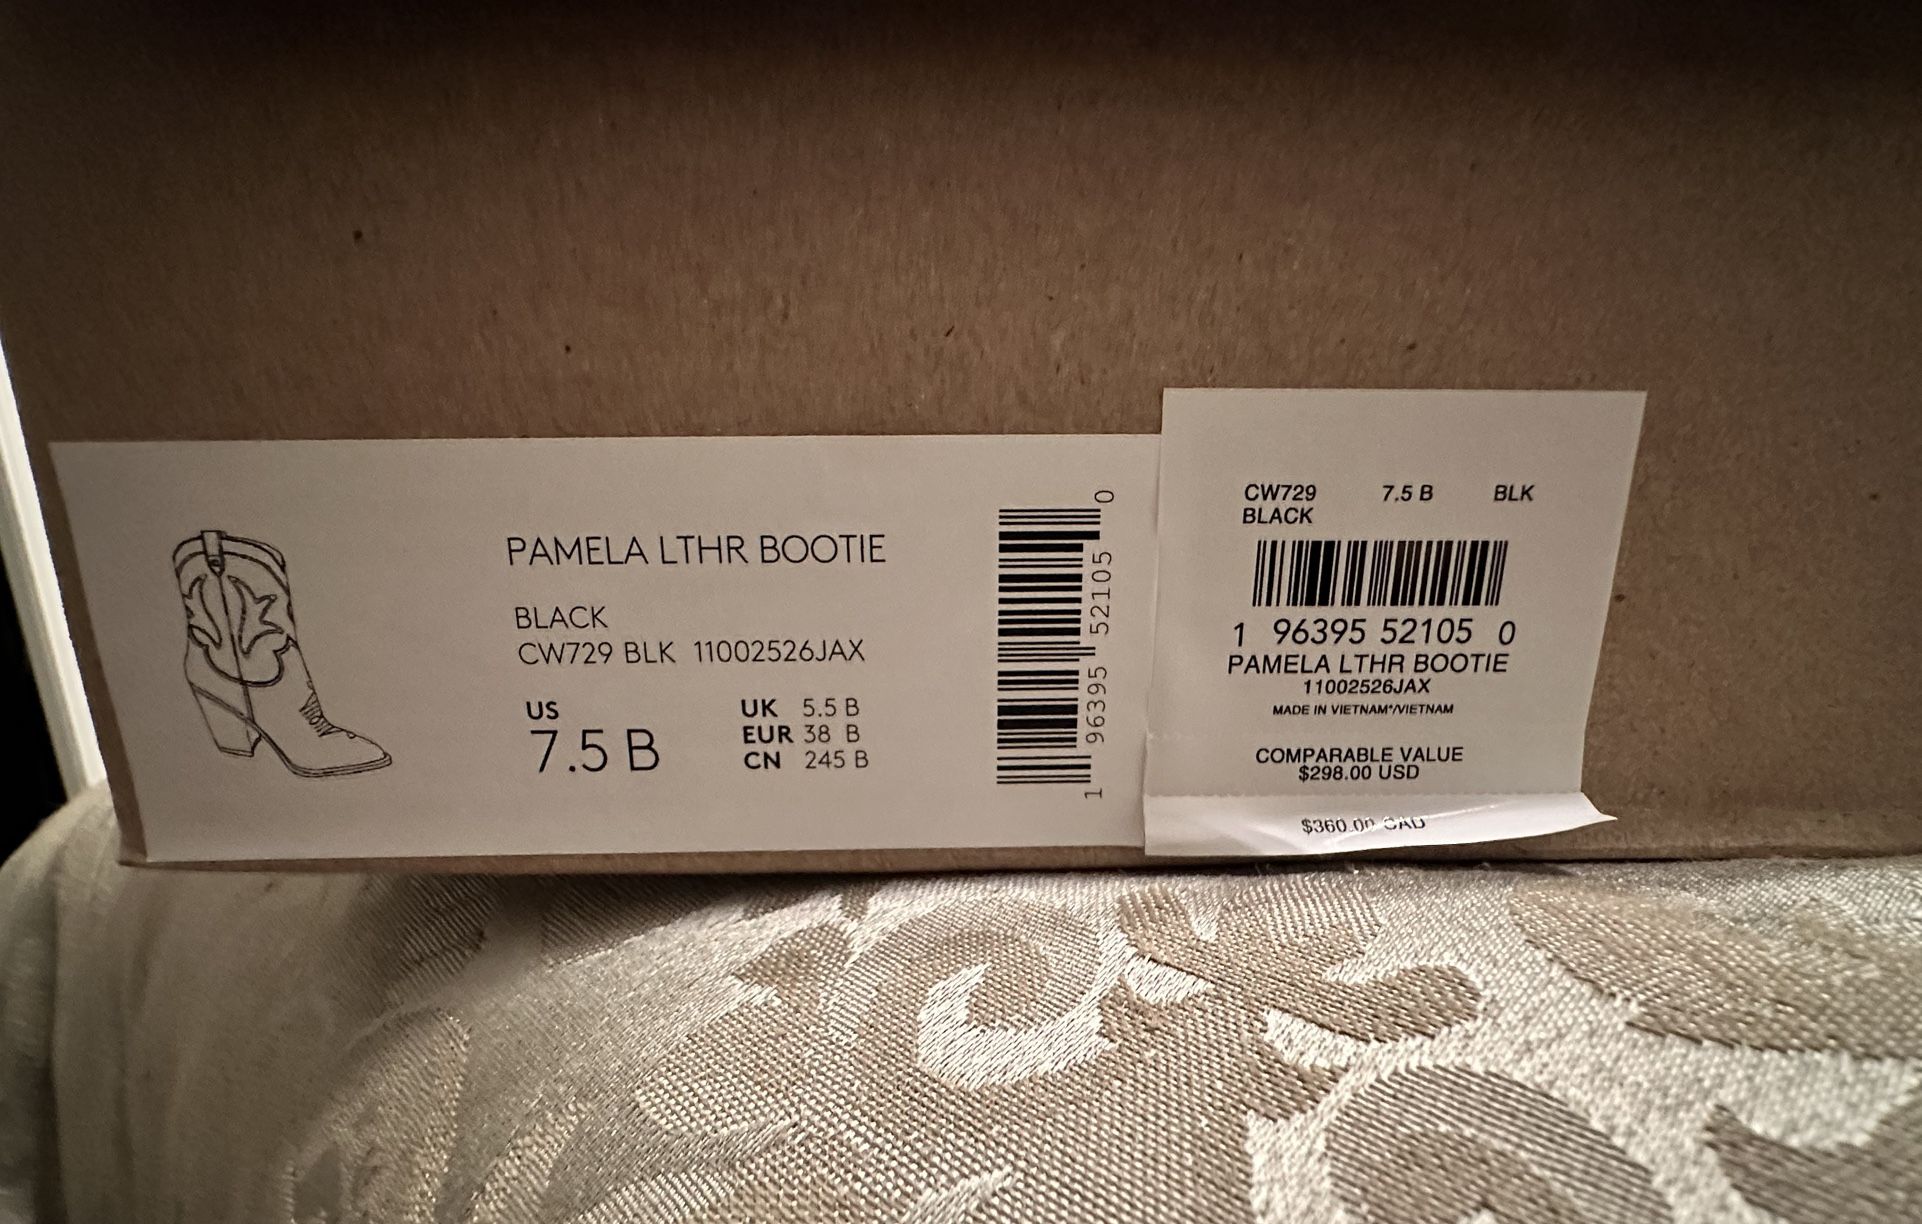 PAMELA LTHR BOOTIE
BLACK
CW729 BLK 11002526JAX
US
7.5 B
UK 5.5 B
EUR 38 B
CN 245 B
1 96395 52105 0
CW729 7.5 B BLK
BLACK
1 96395 52105 0
PAMELA LTHR BOOTIE
11002526JAX
MADE IN VIETNAM*/VIETNAM
COMPARABLE VALUE
$298.00 USD
$360.00 CAD